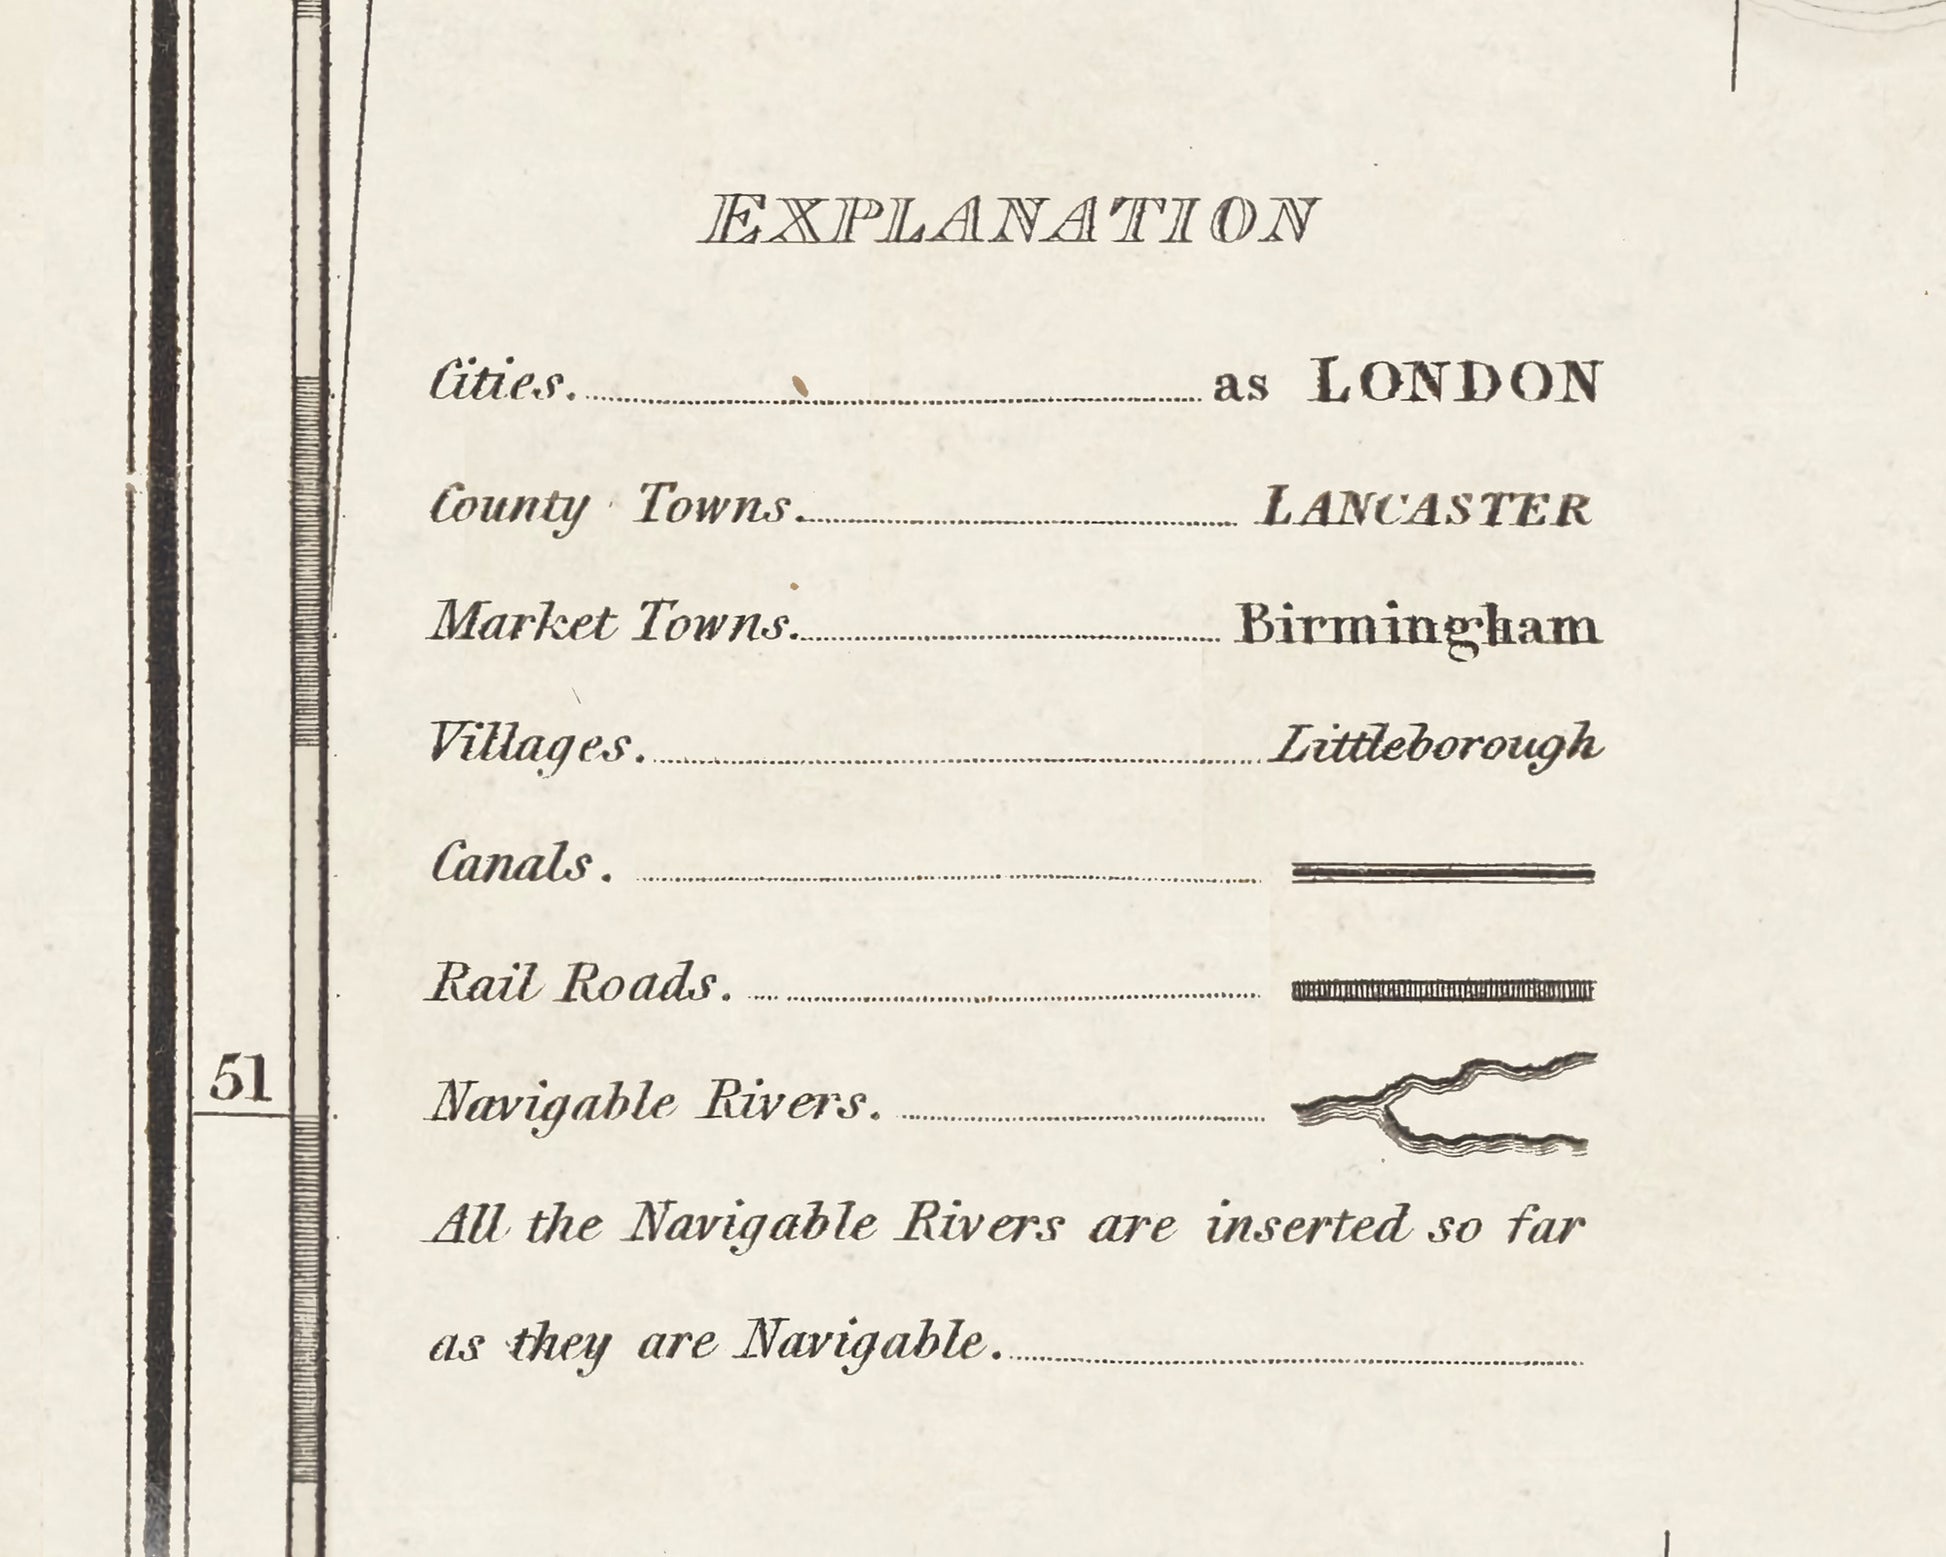 EXPLANATION
Cities. as LONDON
County Towns. LANCASTER
Market Towns. Birmingham
Villages. Littleborough
Canals.
Rail Roads.
51
Navigable Rivers.
All the Navigable Rivers are inserted so far
as they are Navigable.